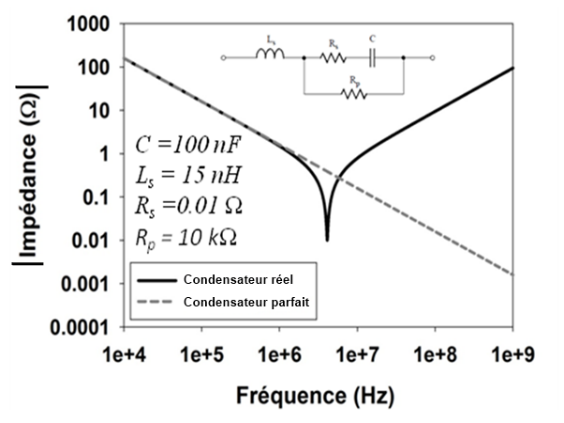 1000
100
10
1
0.1
0.01
0.001
0.0001
|Impédance (Ω)|
Ls
Rs
C
Rp
C =100 nF
Ls = 15 nH
Rs =0.01 Ω
Rp = 10 kΩ
Condensateur réel
Condensateur parfait
1e+4 1e+5 1e+6 1e+7 1e+8 1e+9
Fréquence (Hz)